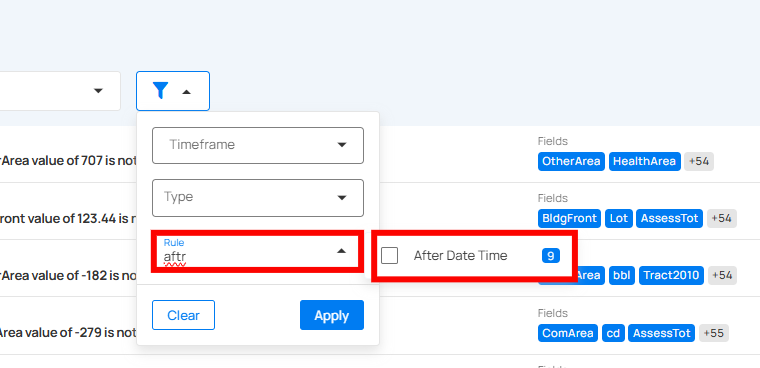 Timeframe
Type
Rule
aftr
After Date Time 9
Clear Apply
Area value of 707 is not
Fields
OtherArea HealthArea +54
ront value of 123.44 is
Fields
BldgFront Lot AssessTot +54
rArea value of -182 is no
Area bbl Tract2010 +54
Area value of -279 is not
Fields
ComArea cd AssessTot +55